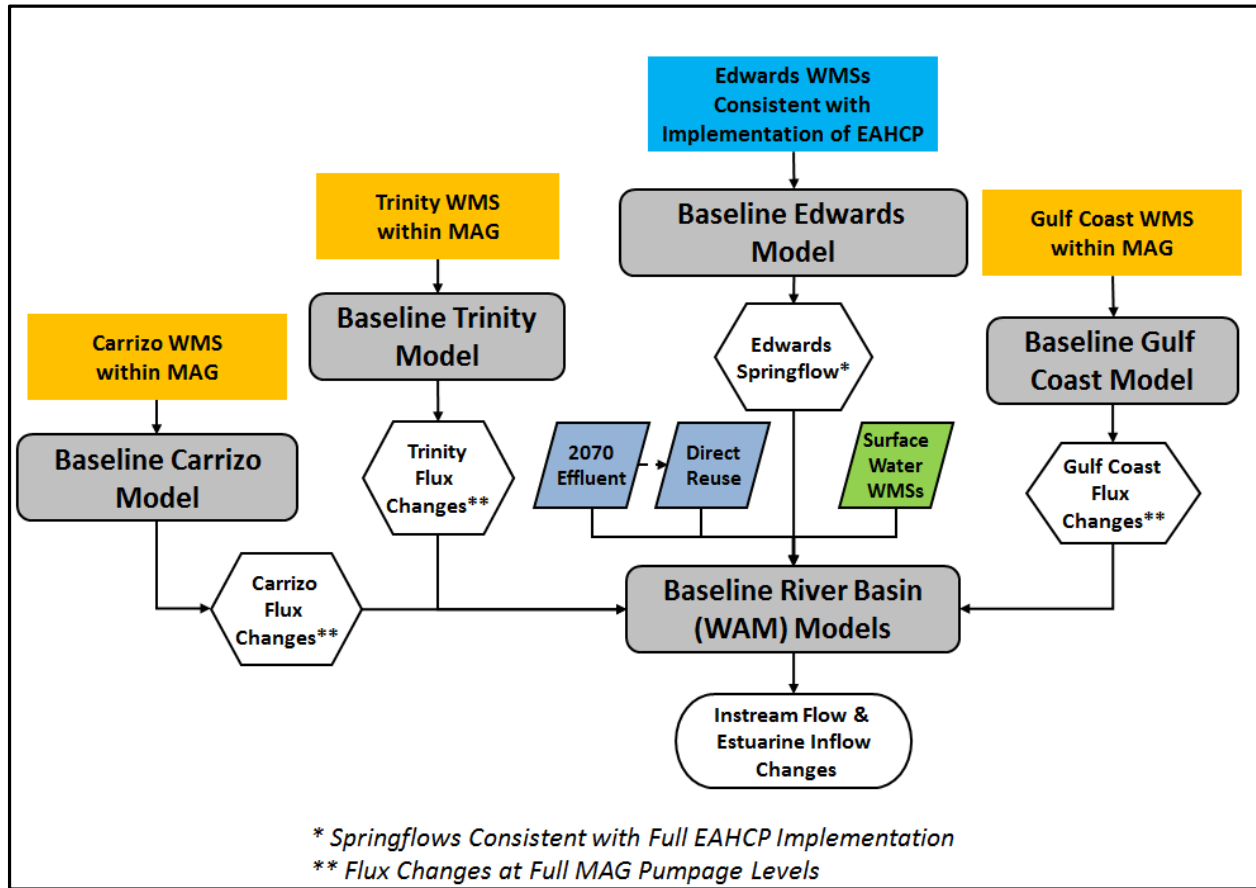 Edwards WMSs
Consistent with
Implementation of EAHCP
Trinity WMS
within MAG
Gulf Coast WMS
within MAG
Baseline Edwards
Model
Carrizo WMS
within MAG
Baseline Trinity
Model
Baseline Gulf
Coast Model
Edwards
Springflow*
Baseline Carrizo
Model
Trinity
Flux
Changes**
2070
Effluent
Direct
Reuse
Surface
Water
WMSs
Gulf Coast
Flux
Changes**
Carrizo
Flux
Changes**
Baseline River Basin
(WAM) Models
Instream Flow &
Estuarine Inflow
Changes
* Springflows Consistent with Full EAHCP Implementation
** Flux Changes at Full MAG Pumpage Levels